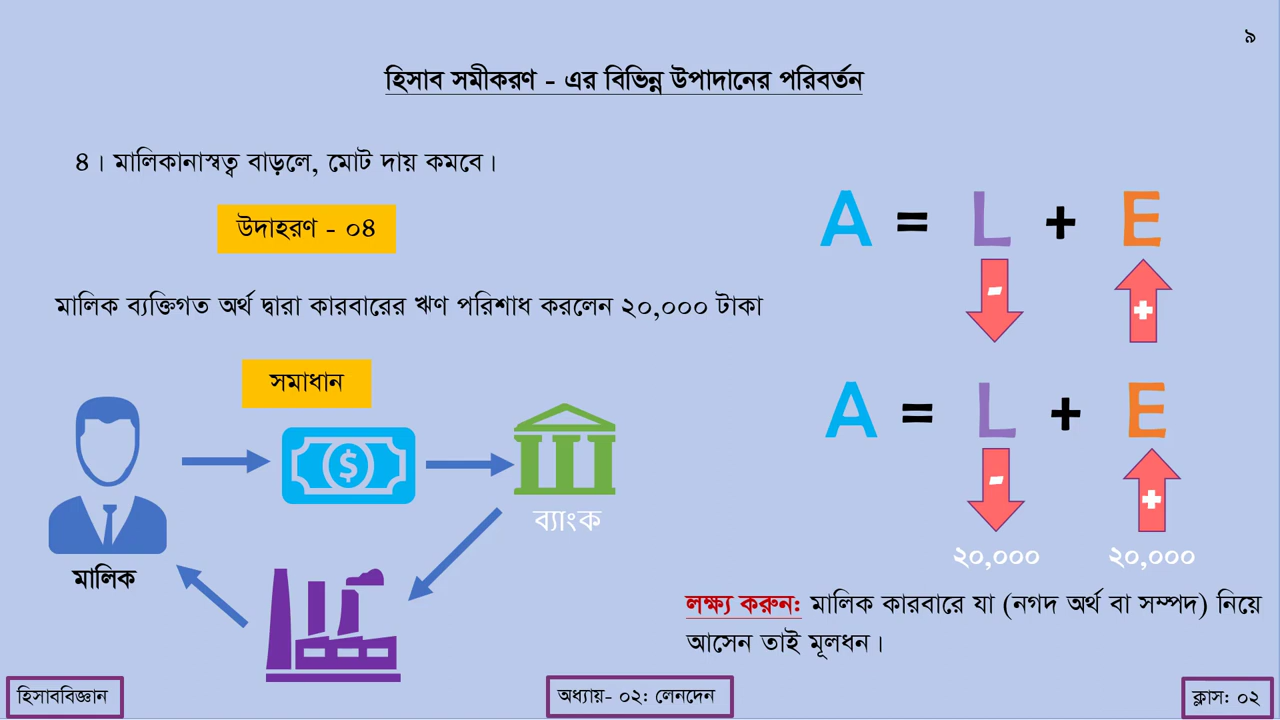 ৯
হিসাব সমীকরণ - এর বিভিন্ন উপাদানের পরিবর্তন
৪। মালিকানাস্বত্ব বাড়লে, মোট দায় কমবে।
উদাহরণ - ০৪
মালিক ব্যক্তিগত অর্থ দ্বারা কারবারের ঋণ পরিশোধ করলেন ২০,০০০ টাকা
সমাধান
$
ব্যাংক
মালিক
A = L + E
- +
A = L + E
- +
২০,০০০ ২০,০০০
লক্ষ্য করুন: মালিক কারবারে যা (নগদ অর্থ বা সম্পদ) নিয়ে
আসেন তাই মূলধন।
হিসাববিজ্ঞান
অধ্যায়- ০২: লেনদেন
ক্লাস: ০২